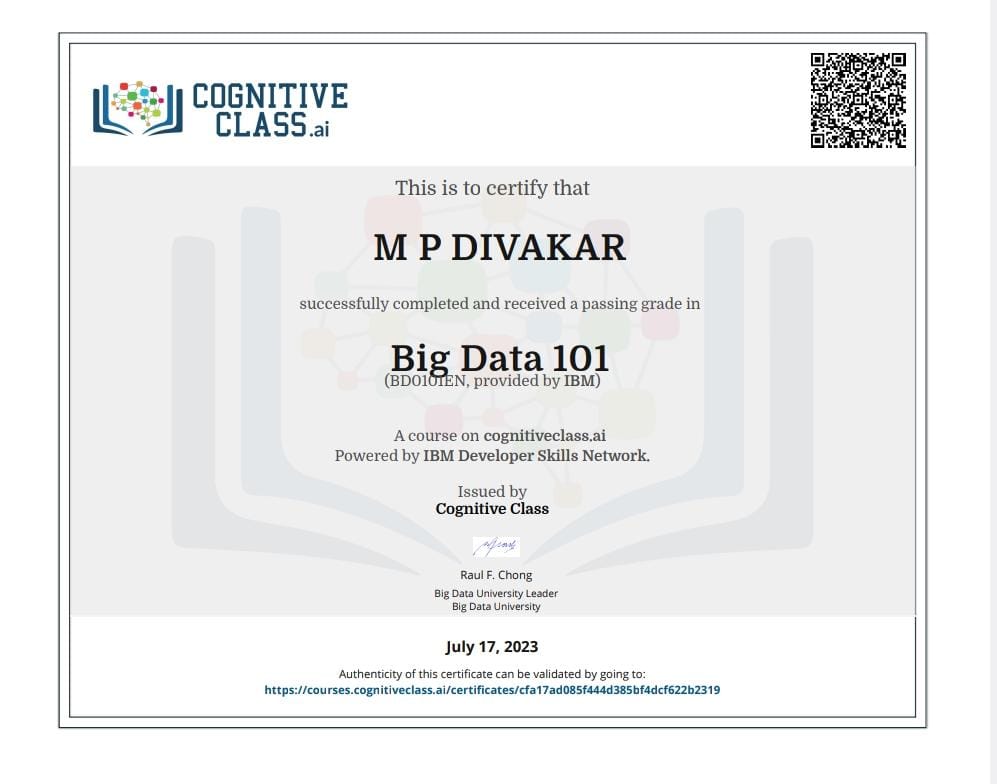 COGNITIVE
CLASS.ai
This is to certify that
M P DIVAKAR
successfully completed and received a passing grade in
Big Data 101
(BD0101EN, provided by IBM)
A course on cognitiveclass.ai
Powered by IBM Developer Skills Network.
Issued by
Cognitive Class
Raul F. Chong
Big Data University Leader
Big Data University
July 17, 2023
Authenticity of this certificate can be validated by going to:
https://courses.cognitiveclass.ai/certificates/cfa17ad085f444d385bf4dcf622b2319